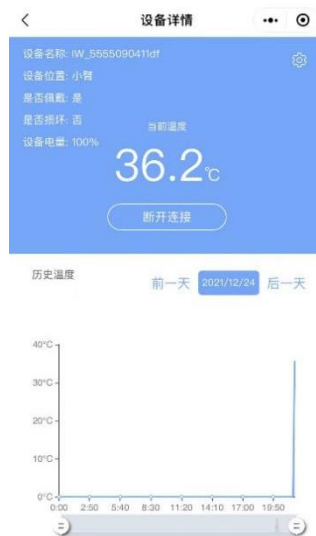 设备详情
设备名称: IW_5555090411df
设备位置: 小臂
是否佩戴: 是
是否损坏: 否
设备电量: 100%
当前温度
36.2℃
断开连接
历史温度
前一天 2021/12/24 后一天
40°C
30°C
20°C
10°C
0°C
0:00 2:50 5:40 8:30 11:20 14:10 17:00 19:50